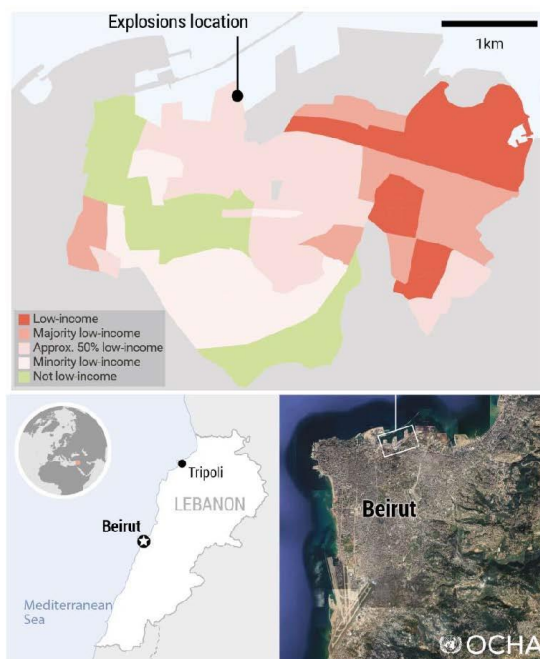 Explosions location
1km
Low-income
Majority low-income
Approx. 50% low-income
Minority low-income
Not low-income
Tripoli
LEBANON
Beirut
Mediterranean
Sea
Beirut
OCHA